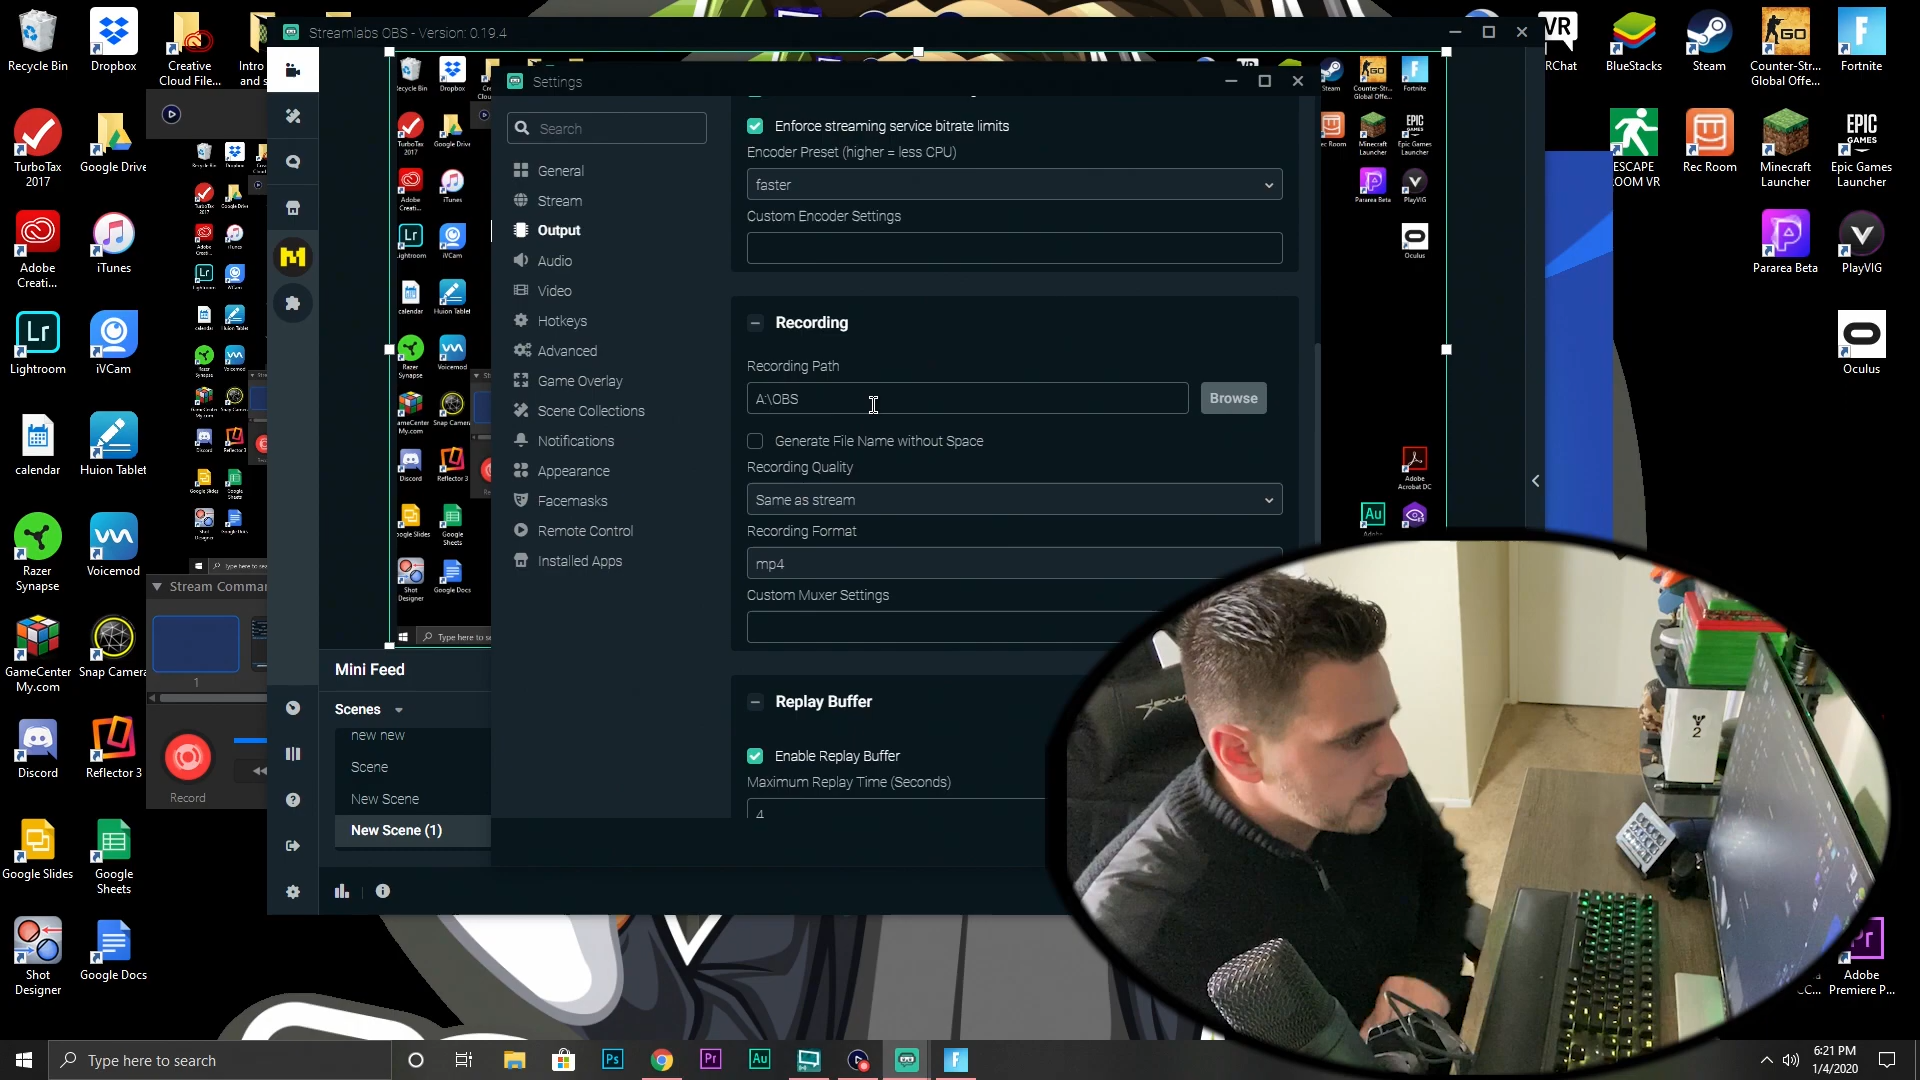 Recycle Bin
Dropbox
Creative
Cloud File...
Intro
and s
TurboTax
2017
Google Drive
Adobe
Creati...
iTunes
Lightroom
iVCam
calendar
Huion Tablet
Razer
Synapse
Voicemod
GameCenter
My.com
Snap Camera
Discord
Reflector 3
Google Slides
Google
Sheets
Shot
Designer
Google Docs
Stream Comma
1
Record
Streamlabs OBS - Version: 0.19.4
Settings
Search
General
Stream
Output
Audio
Video
Hotkeys
Advanced
Game Overlay
Scene Collections
Notifications
Appearance
Facemasks
Remote Control
Installed Apps
Enforce streaming service bitrate limits
Encoder Preset (higher = less CPU)
faster
Custom Encoder Settings
Recording
Recording Path
A:\OBS
Browse
Generate File Name without Space
Recording Quality
Same as stream
Recording Format
mp4
Custom Muxer Settings
Replay Buffer
Enable Replay Buffer
Maximum Replay Time (Seconds)
4
Mini Feed
Scenes
new new
Scene
New Scene
New Scene (1)
RChat
BlueStacks
Steam
Counter-Str...
Global Offe...
Fortnite
ESCAPE
ROOM VR
Rec Room
Minecraft
Launcher
Epic Games
Launcher
Pararea Beta
PlayVIG
Oculus
Adobe
Premiere P...
CC...
Type here to search
6:21 PM
1/4/2020